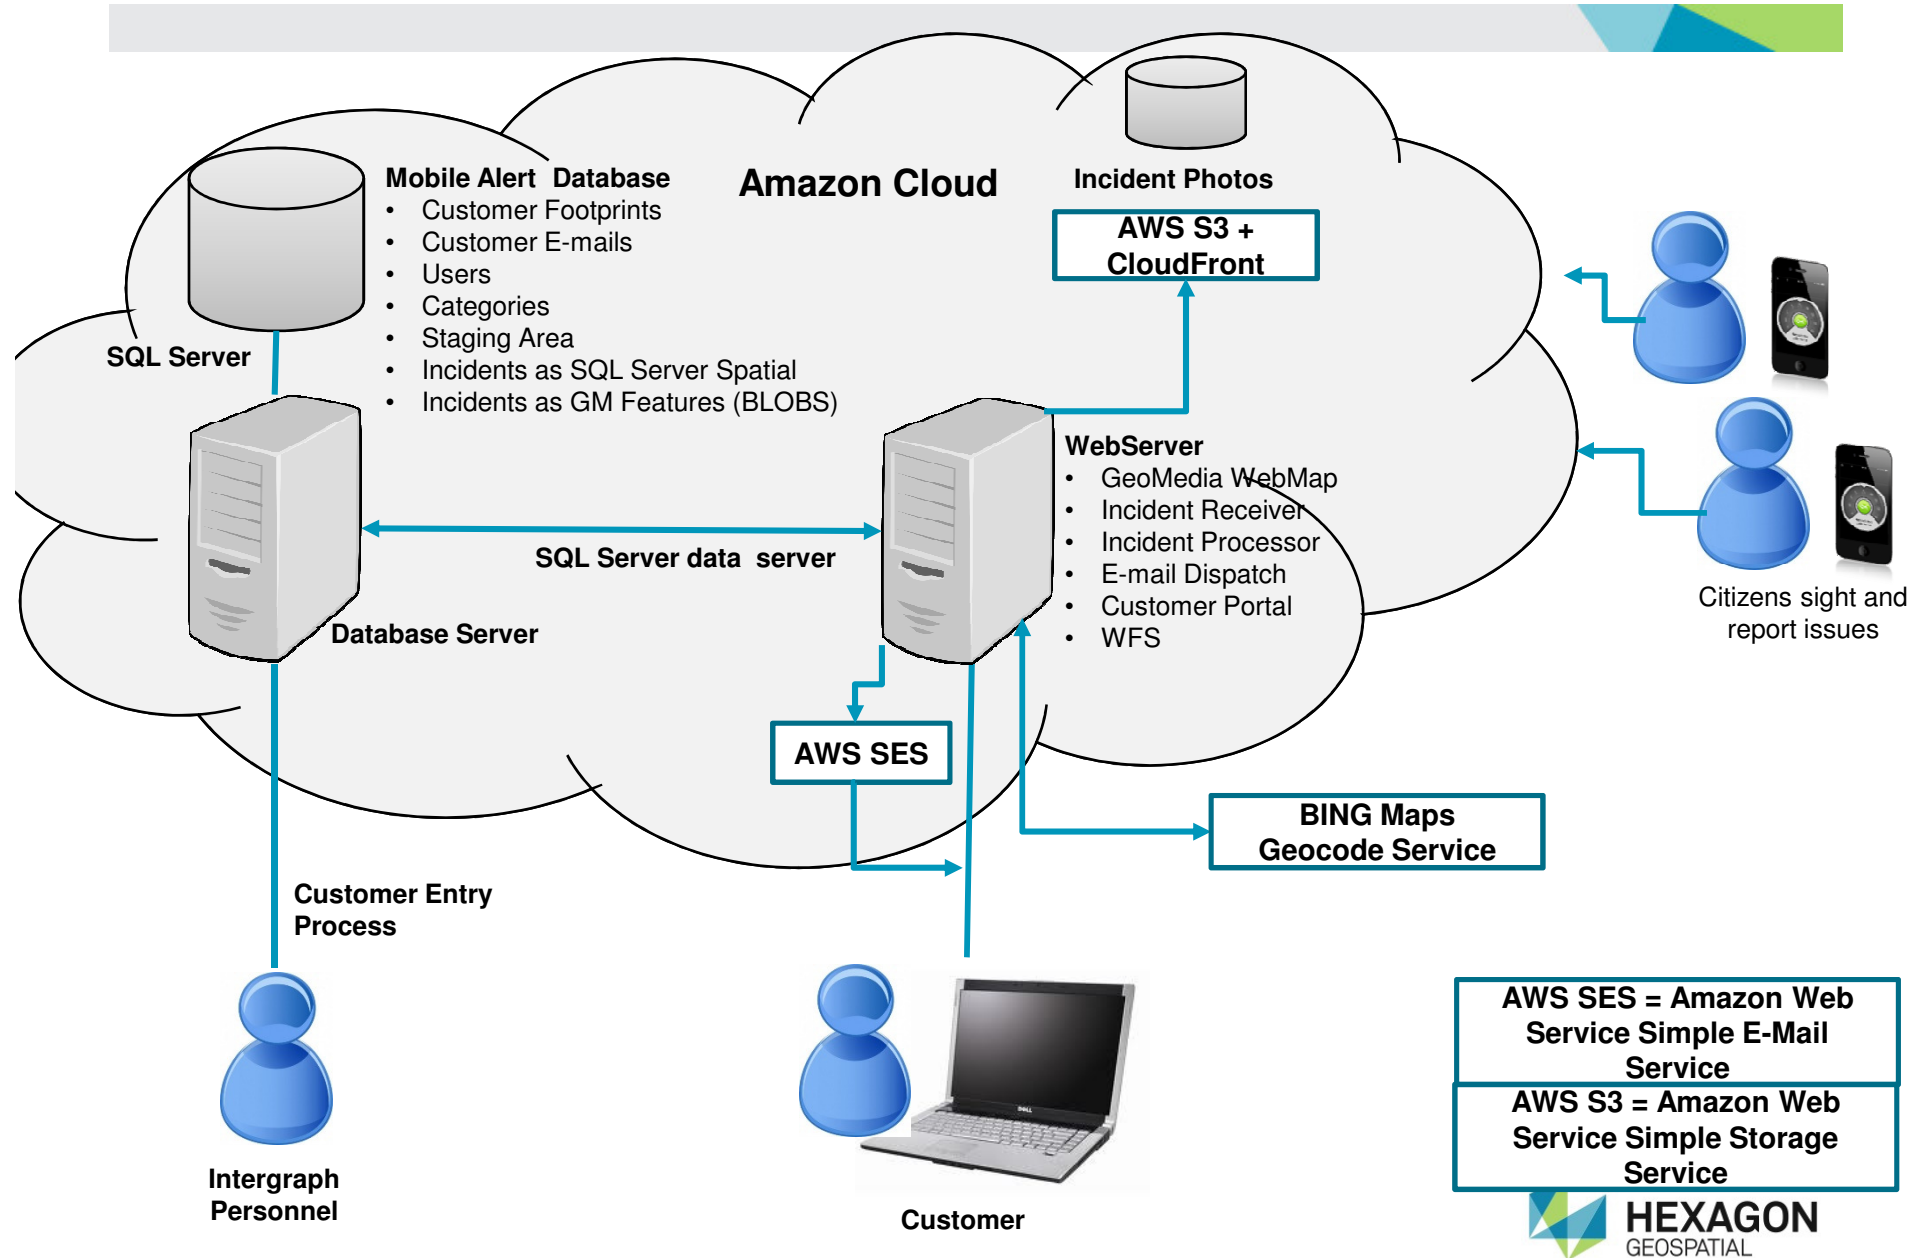 Amazon Cloud
Mobile Alert Database
• Customer Footprints
• Customer E-mails
• Users
• Categories
• Staging Area
• Incidents as SQL Server Spatial
• Incidents as GM Features (BLOBS)
SQL Server
Incident Photos
AWS S3 +
CloudFront
WebServer
• GeoMedia WebMap
• Incident Receiver
• Incident Processor
• E-mail Dispatch
• Customer Portal
• WFS
SQL Server data server
Database Server
Citizens sight and
report issues
AWS SES
BING Maps
Geocode Service
Customer Entry
Process
Intergraph
Personnel
DELL
Customer
AWS SES = Amazon Web
Service Simple E-Mail
Service
AWS S3 = Amazon Web
Service Simple Storage
Service
HEXAGON
GEOSPATIAL